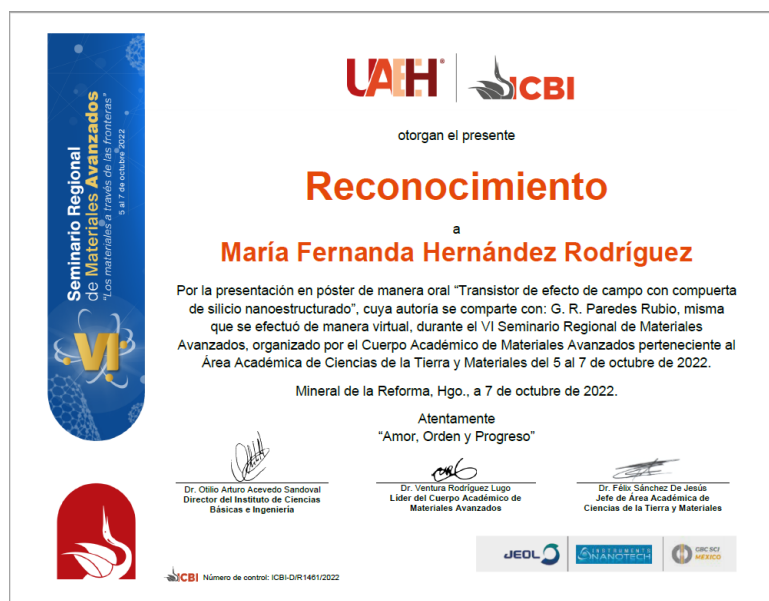 Seminario Regional
de Materiales Avanzados
"Los materiales a través de las fronteras"
5 al 7 de octubre 2022
VI
UAEH
ICBI
otorgan el presente
Reconocimiento
a
María Fernanda Hernández Rodríguez
Por la presentación en póster de manera oral “Transistor de efecto de campo con compuerta
de silicio nanoestructurado”, cuya autoría se comparte con: G. R. Paredes Rubio, misma
que se efectuó de manera virtual, durante el VI Seminario Regional de Materiales
Avanzados, organizado por el Cuerpo Académico de Materiales Avanzados perteneciente al
Área Académica de Ciencias de la Tierra y Materiales del 5 al 7 de octubre de 2022.
Mineral de la Reforma, Hgo., a 7 de octubre de 2022.
Atentamente
“Amor, Orden y Progreso”
Dr. Otilio Arturo Acevedo Sandoval
Director del Instituto de Ciencias
Básicas e Ingeniería
Dr. Ventura Rodríguez Lugo
Líder del Cuerpo Académico de
Materiales Avanzados
Dr. Félix Sánchez De Jesús
Jefe de Área Académica de
Ciencias de la Tierra y Materiales
JEOL
INSTRUMENTS
NANOTECH
GBC SCI
MÉXICO
ICBI Número de control: ICBI-D/R1461/2022